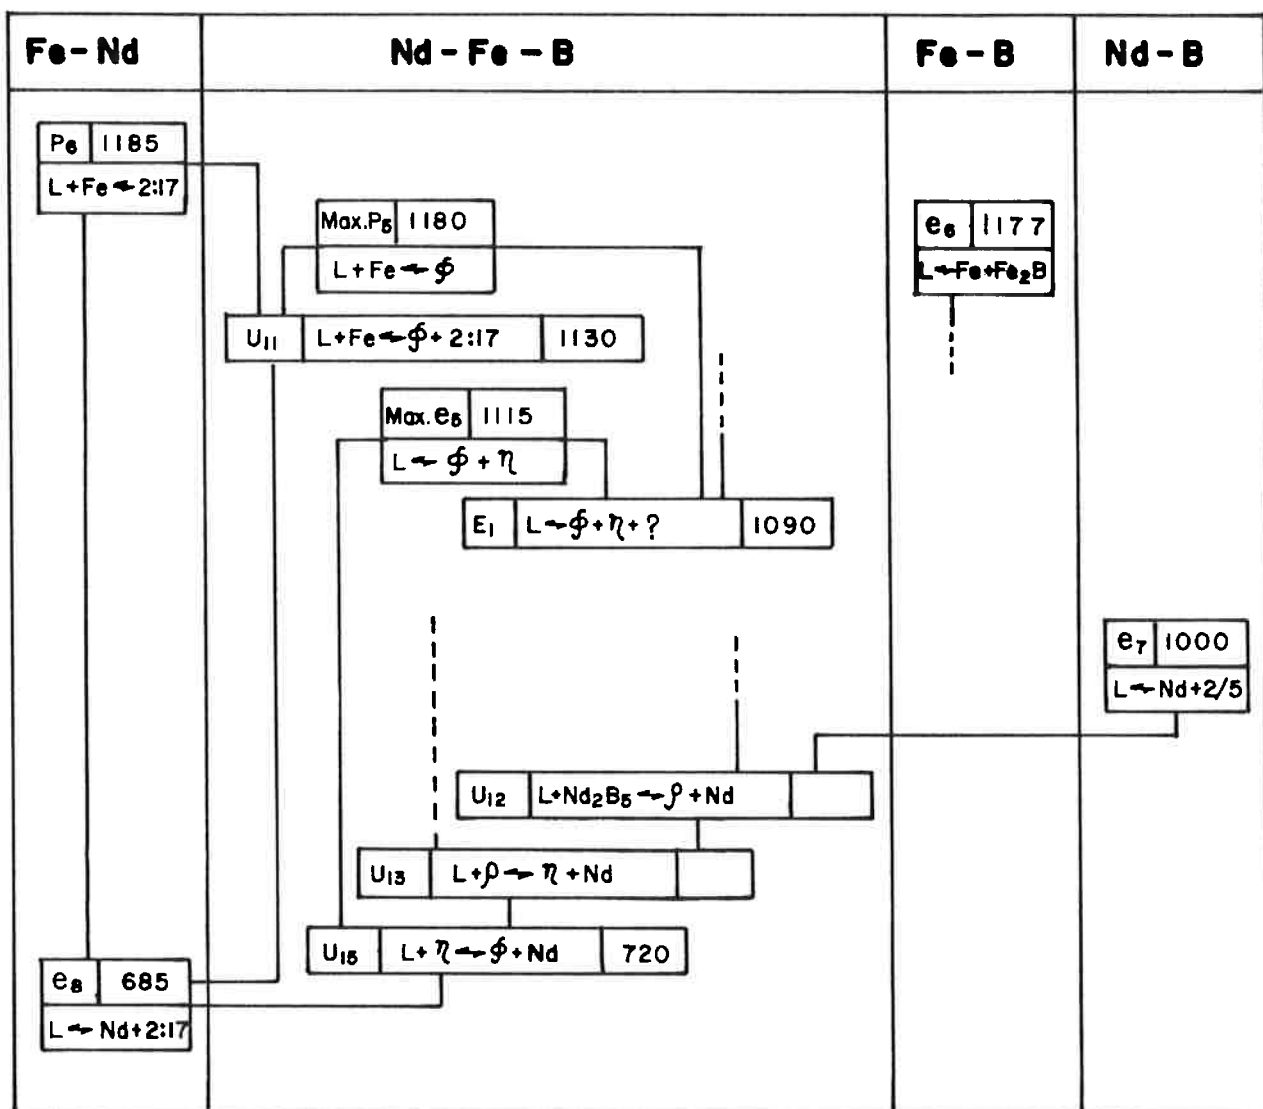 Fe-Nd
Nd-Fe-B
Fe-B
Nd-B
P6 1185
L+Fe⇌2:17
Max.P5 1180
L+Fe⇌ϕ
e6 1177
L⇌Fe+Fe₂B
U11 L+Fe⇌ϕ+2:17 1130
Max.e5 1115
L⇌ϕ+η
E1 L⇌ϕ+η+? 1090
e7 1000
L⇌Nd+2/5
U12 L+Nd₂B₅⇌ρ+Nd
U13 L+ρ⇌η+Nd
U15 L+η⇌ϕ+Nd 720
e8 685
L⇌Nd+2:17